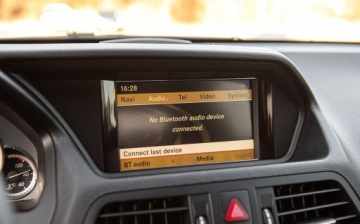 16:28
Navi Audio Tel Video System
No Bluetooth audio device
connected.
Connect last device
BT audio Media